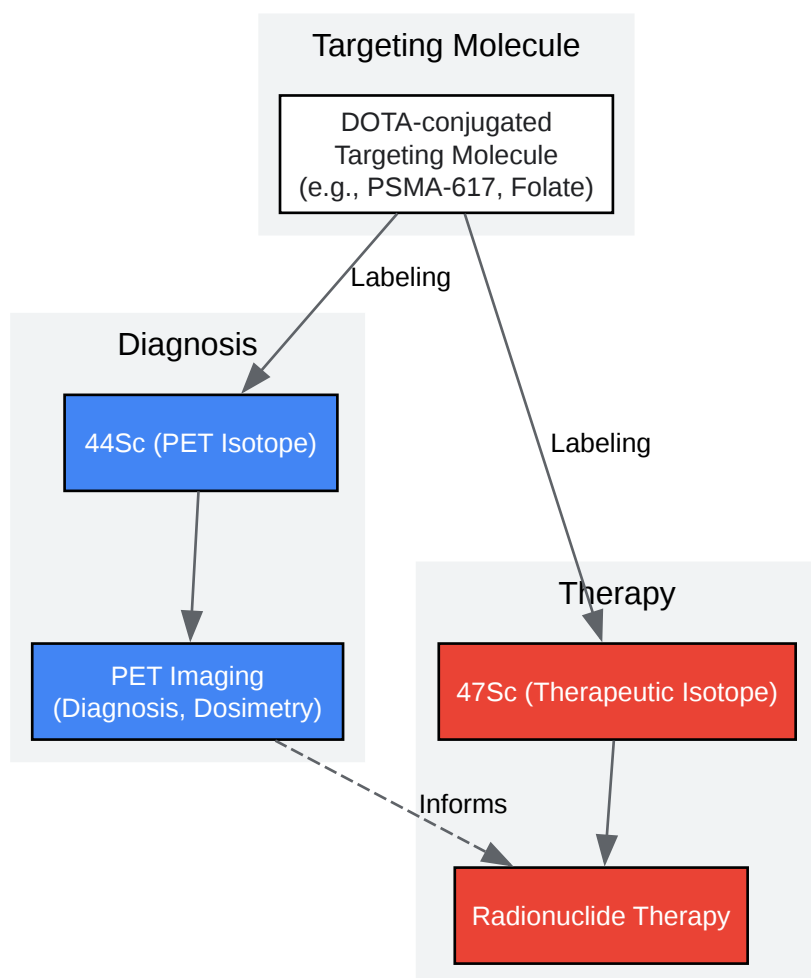 Targeting Molecule
DOTA-conjugated
Targeting Molecule
(e.g., PSMA-617, Folate)
Labeling
Diagnosis
44Sc (PET Isotope)
Labeling
Therapy
PET Imaging
(Diagnosis, Dosimetry)
47Sc (Therapeutic Isotope)
Informs
Radionuclide Therapy